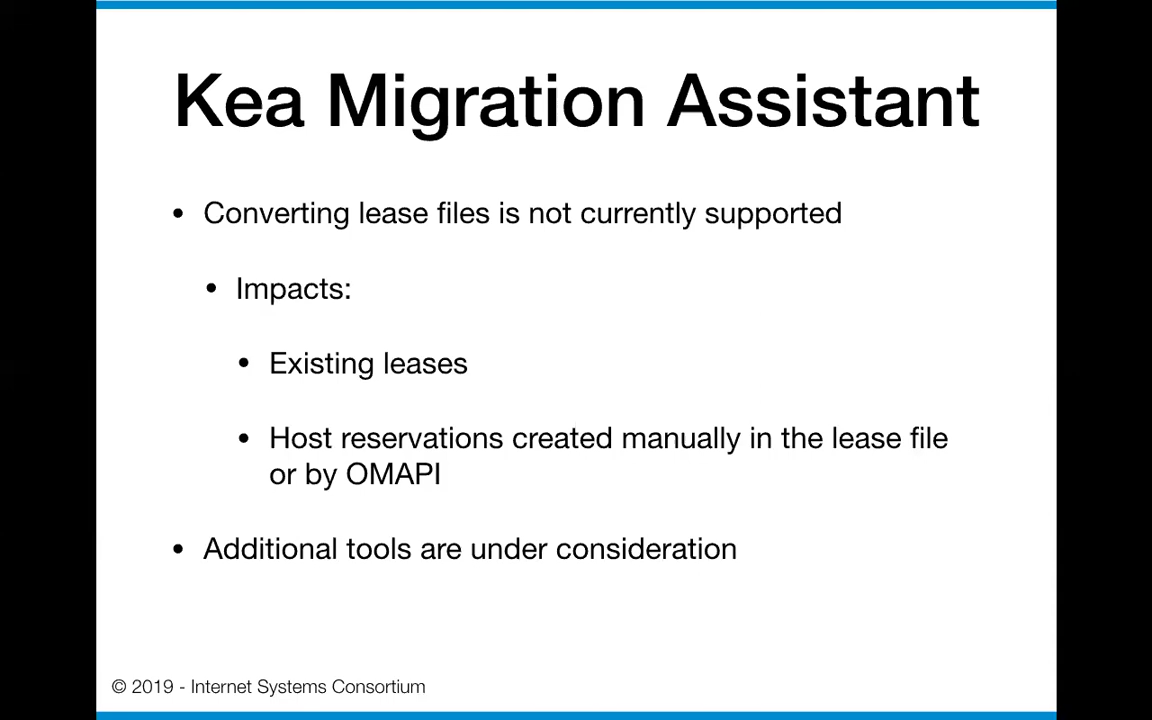 Kea Migration Assistant
• Converting lease files is not currently supported
• Impacts:
• Existing leases
• Host reservations created manually in the lease file
or by OMAPI
• Additional tools are under consideration
© 2019 - Internet Systems Consortium